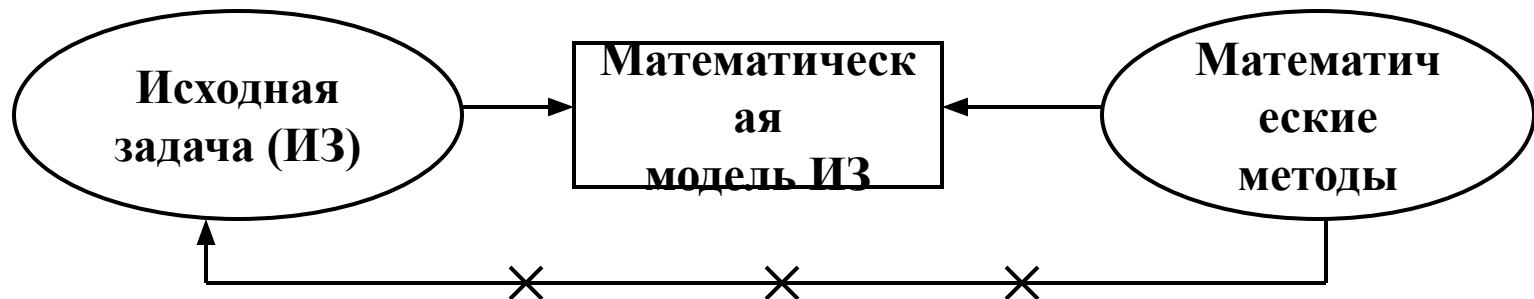 Исходная
задача (ИЗ)
Математическ
ая
модель ИЗ
Математич
еские
методы